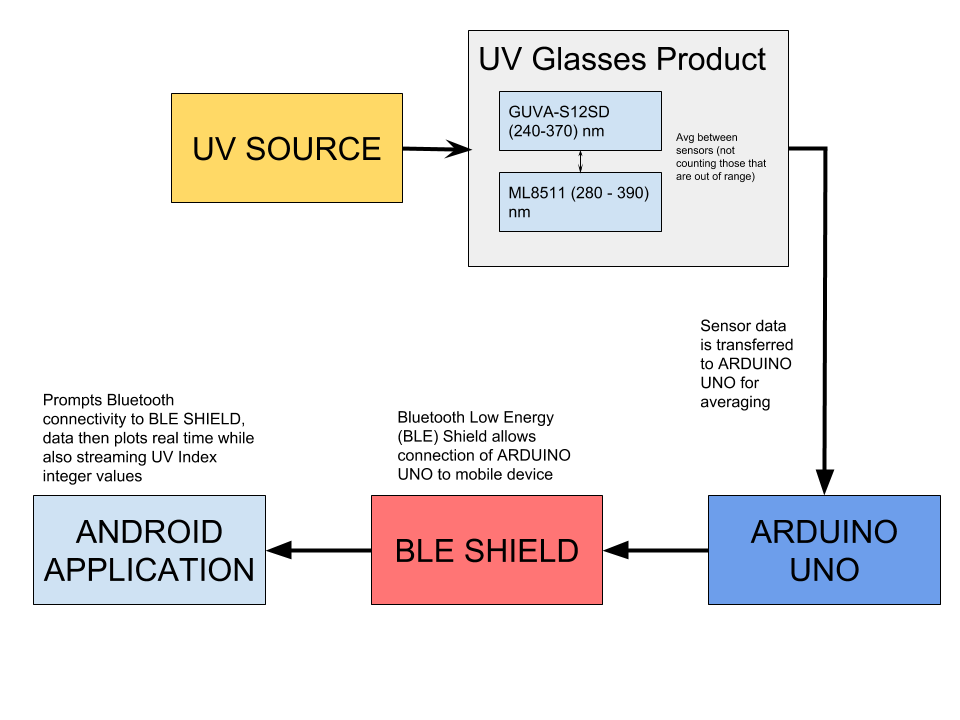 UV Glasses Product
UV SOURCE
GUVA-S12SD
(240-370) nm
ML8511 (280 - 390)
nm
Avg between
sensors (not
counting those that
are out of range)
Sensor data
is transferred
to ARDUINO
UNO for
averaging
Prompts Bluetooth
connectivity to BLE SHIELD,
data then plots real time while
also streaming UV Index
integer values
Bluetooth Low Energy
(BLE) Shield allows
connection of ARDUINO
UNO to mobile device
ANDROID
APPLICATION
BLE SHIELD
ARDUINO
UNO